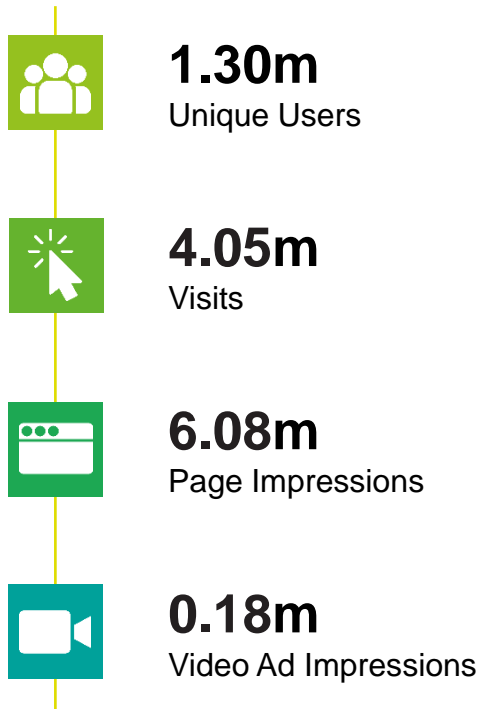 1.30m
Unique Users
4.05m
Visits
6.08m
Page Impressions
0.18m
Video Ad Impressions